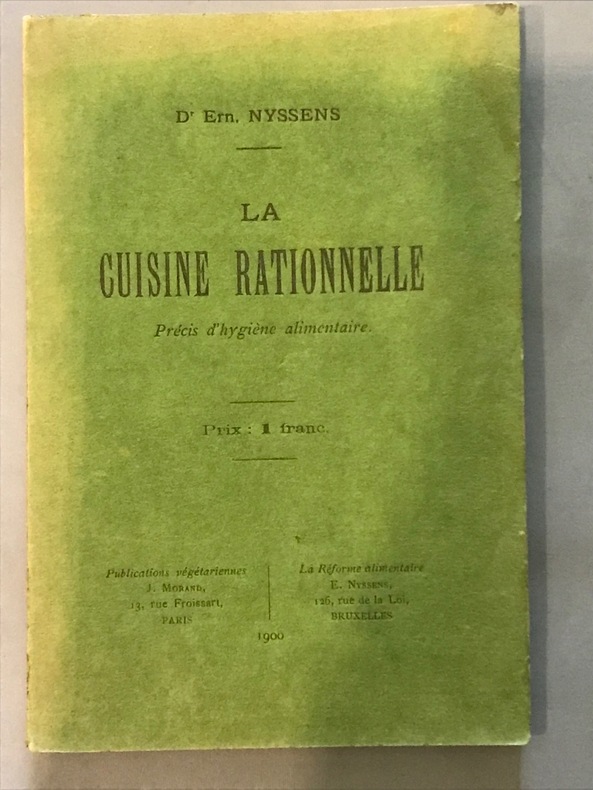 Dr Ern. NYSSENS
LA
CUISINE RATIONNELLE
Précis d'hygiène alimentaire.
Prix : 1 franc.
Publications végétariennes
J. MORAND,
13, rue Froissart,
PARIS
La Réforme alimentaire
E. NYSSENS,
126, rue de la Loi,
BRUXELLES
1900